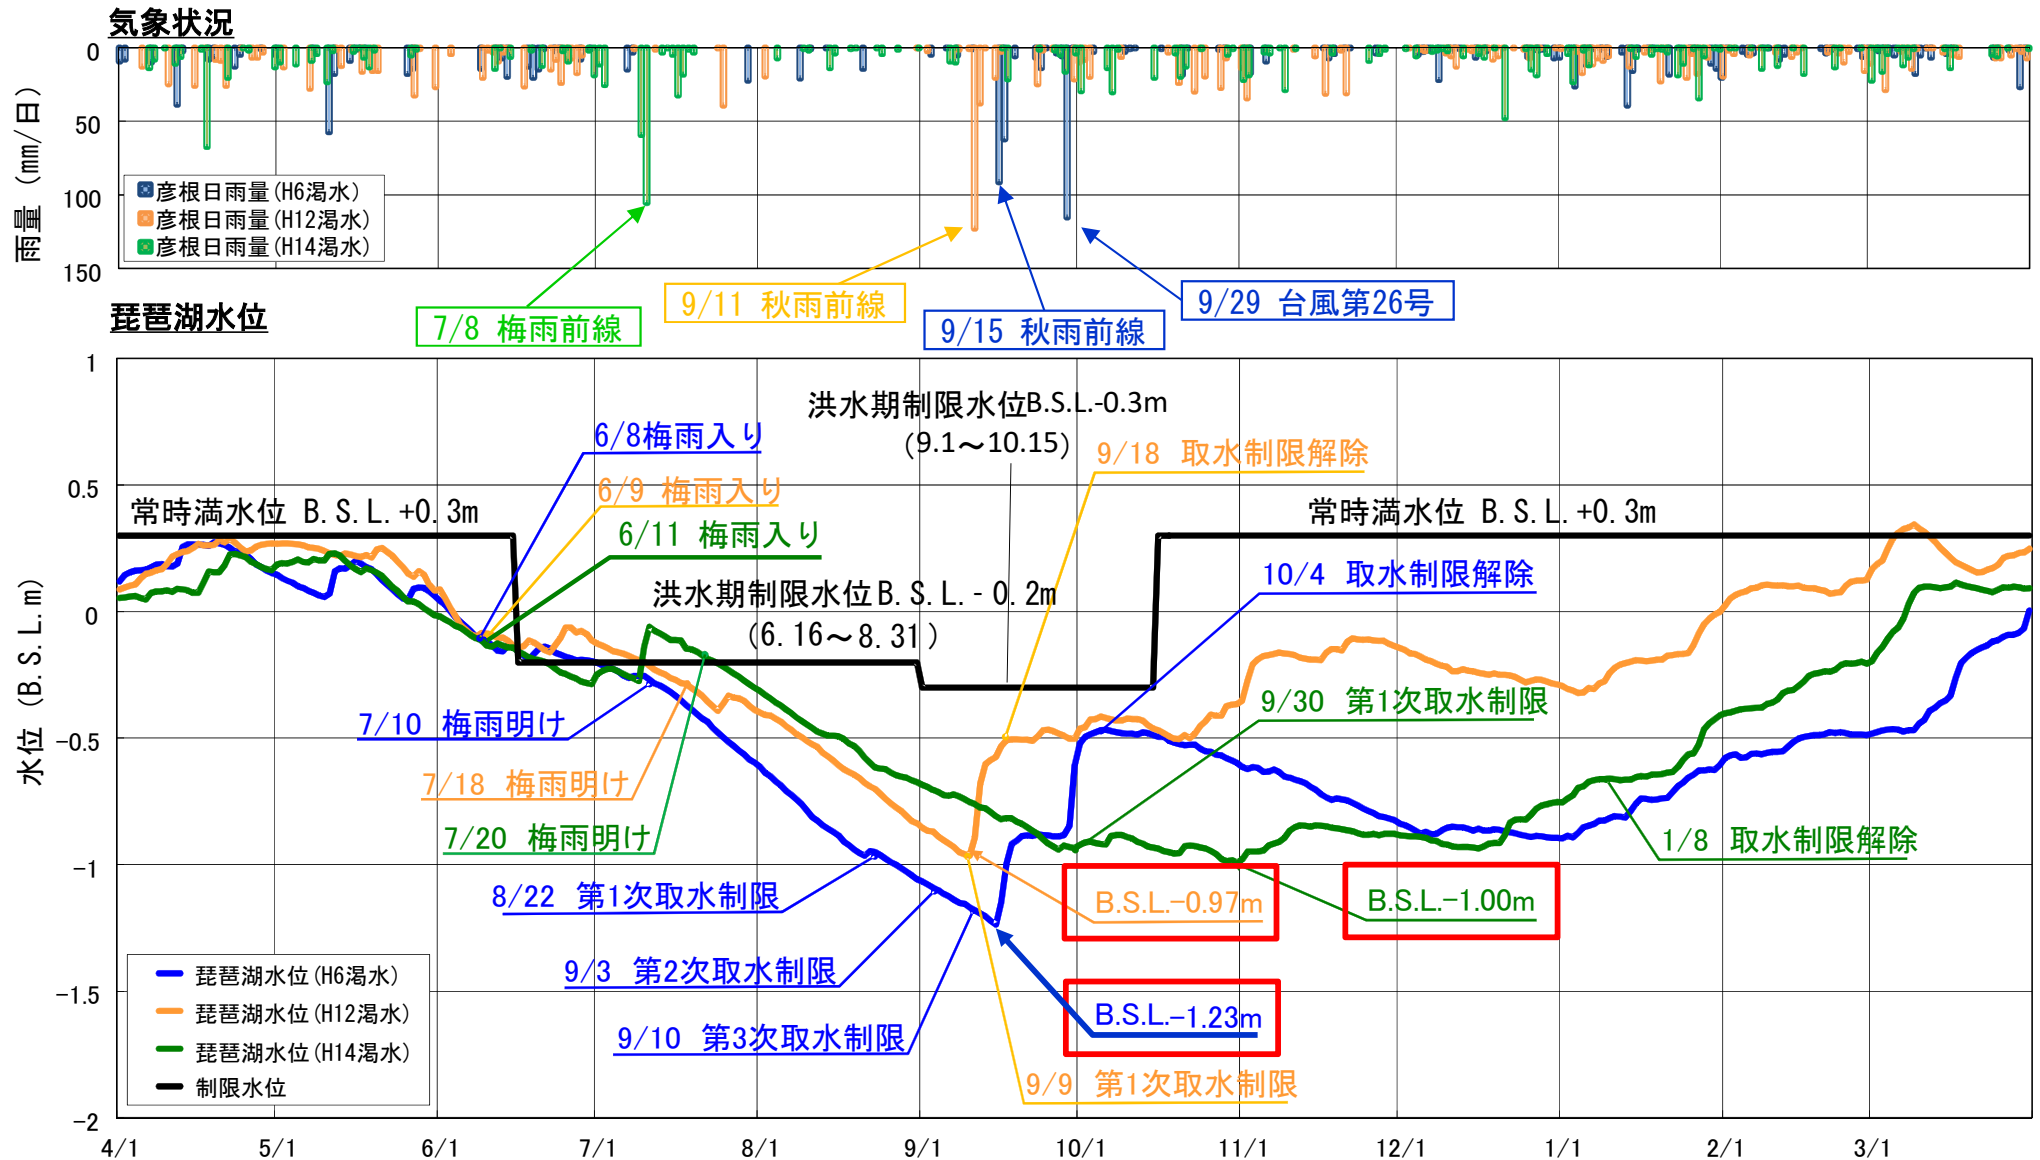 気象状況
雨量 (mm/日)
0
50
100
150
彦根日雨量(H6渇水)
彦根日雨量(H12渇水)
彦根日雨量(H14渇水)
7/8 梅雨前線
9/11 秋雨前線
9/15 秋雨前線
9/29 台風第26号
琵琶湖水位
水位 (B.S.L.m)
1
0.5
0
-0.5
-1
-1.5
-2
常時満水位 B.S.L.+0.3m
6/8梅雨入り
6/9 梅雨入り
6/11 梅雨入り
洪水期制限水位B.S.L.-0.3m
(9.1～10.15)
9/18 取水制限解除
常時満水位 B.S.L.+0.3m
洪水期制限水位B.S.L.-0.2m
(6.16～8.31)
10/4 取水制限解除
7/10 梅雨明け
7/18 梅雨明け
7/20 梅雨明け
9/30 第1次取水制限
1/8 取水制限解除
8/22 第1次取水制限
9/3 第2次取水制限
9/10 第3次取水制限
9/9 第1次取水制限
B.S.L.-0.97m
B.S.L.-1.00m
B.S.L.-1.23m
琵琶湖水位(H6渇水)
琵琶湖水位(H12渇水)
琵琶湖水位(H14渇水)
制限水位
4/1 5/1 6/1 7/1 8/1 9/1 10/1 11/1 12/1 1/1 2/1 3/1